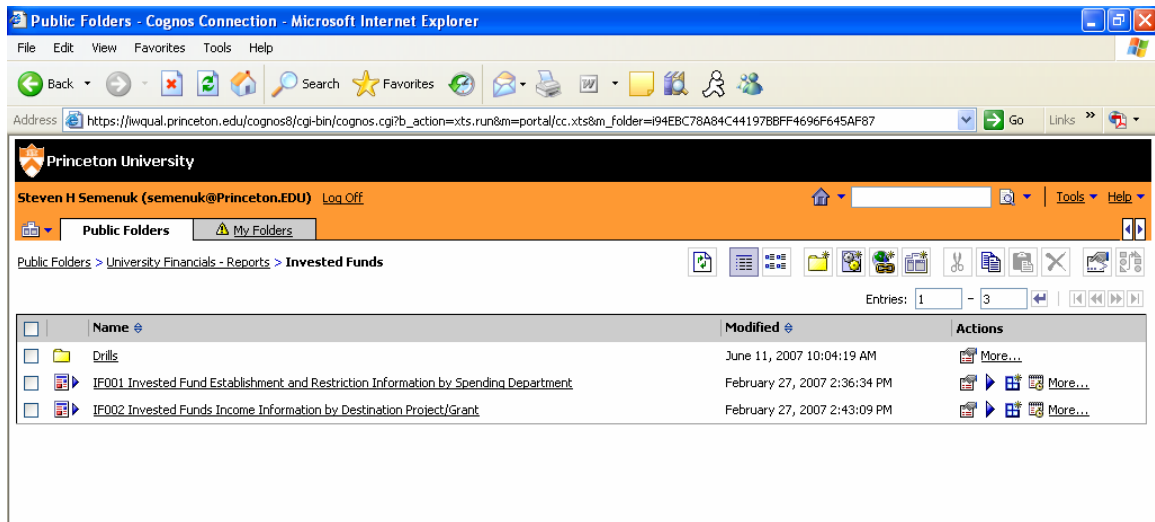 Public Folders - Cognos Connection - Microsoft Internet Explorer
File Edit View Favorites Tools Help
Back Search Favorites
Address https://iwqual.princeton.edu/cognos8/cgi-bin/cognos.cgi?b_action=xts.run&m=portal/cc.xts&m_folder=i94EBC78A84C44197BBFF4696F645AF87 Go Links »
Princeton University
Steven H Semenuk (semenuk@Princeton.EDU) Log Off Tools Help
Public Folders My Folders
Public Folders > University Financials - Reports > Invested Funds
Entries: 1 - 3
Name Modified Actions
Drills June 11, 2007 10:04:19 AM More...
IF001 Invested Fund Establishment and Restriction Information by Spending Department February 27, 2007 2:36:34 PM More...
IF002 Invested Funds Income Information by Destination Project/Grant February 27, 2007 2:43:09 PM More...